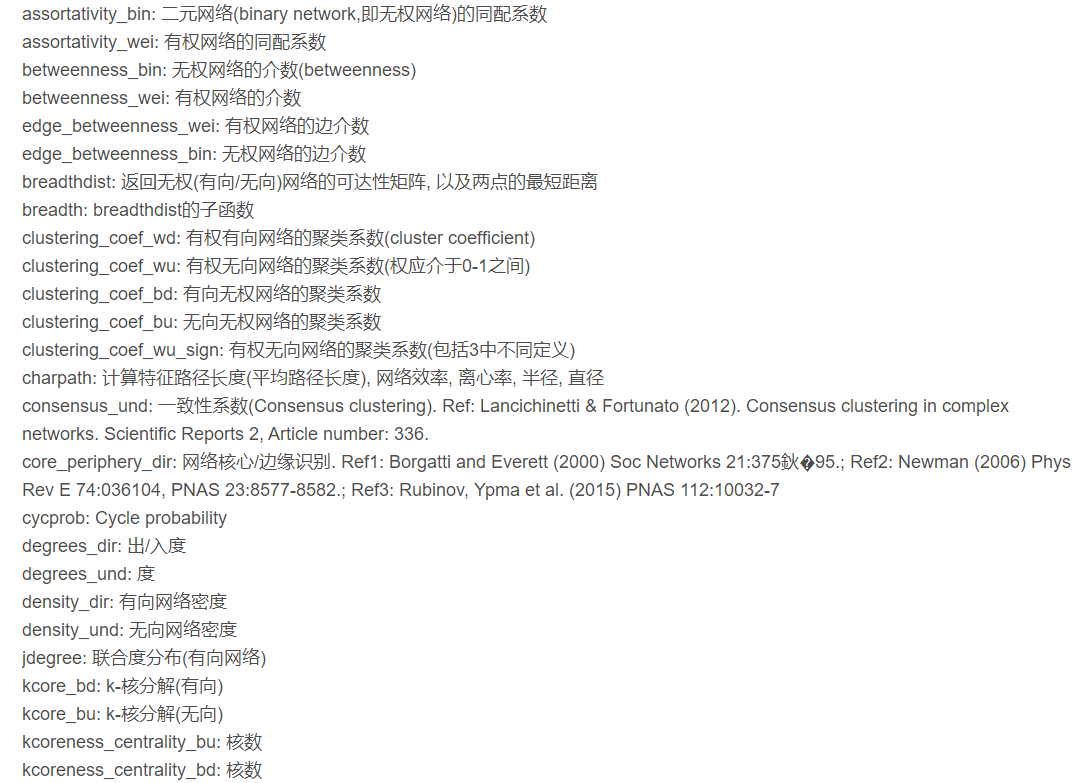 assortativity_bin: 二元网络(binary network,即无权网络)的同配系数
assortativity_wei: 有权网络的同配系数
betweenness_bin: 无权网络的介数(betweenness)
betweenness_wei: 有权网络的介数
edge_betweenness_wei: 有权网络的边介数
edge_betweenness_bin: 无权网络的边介数
breadthdist: 返回无权(有向/无向)网络的可达性矩阵, 以及两点的最短距离
breadth: breadthdist的子函数
clustering_coef_wd: 有权有向网络的聚类系数(cluster coefficient)
clustering_coef_wu: 有权无向网络的聚类系数(权应介于0-1之间)
clustering_coef_bd: 有向无权网络的聚类系数
clustering_coef_bu: 无向无权网络的聚类系数
clustering_coef_wu_sign: 有权无向网络的聚类系数(包括3中不同定义)
charpath: 计算特征路径长度(平均路径长度), 网络效率, 离心率, 半径, 直径
consensus_und: 一致性系数(Consensus clustering). Ref: Lancichinetti & Fortunato (2012). Consensus clustering in complex
networks. Scientific Reports 2, Article number: 336.
core_periphery_dir: 网络核心/边缘识别. Ref1: Borgatti and Everett (2000) Soc Networks 21:375鈥�95.; Ref2: Newman (2006) Phys
Rev E 74:036104, PNAS 23:8577-8582.; Ref3: Rubinov, Ypma et al. (2015) PNAS 112:10032-7
cycprob: Cycle probability
degrees_dir: 出/入度
degrees_und: 度
density_dir: 有向网络密度
density_und: 无向网络密度
jdegree: 联合度分布(有向网络)
kcore_bd: k-核分解(有向)
kcore_bu: k-核分解(无向)
kcoreness_centrality_bu: 核数
kcoreness_centrality_bd: 核数